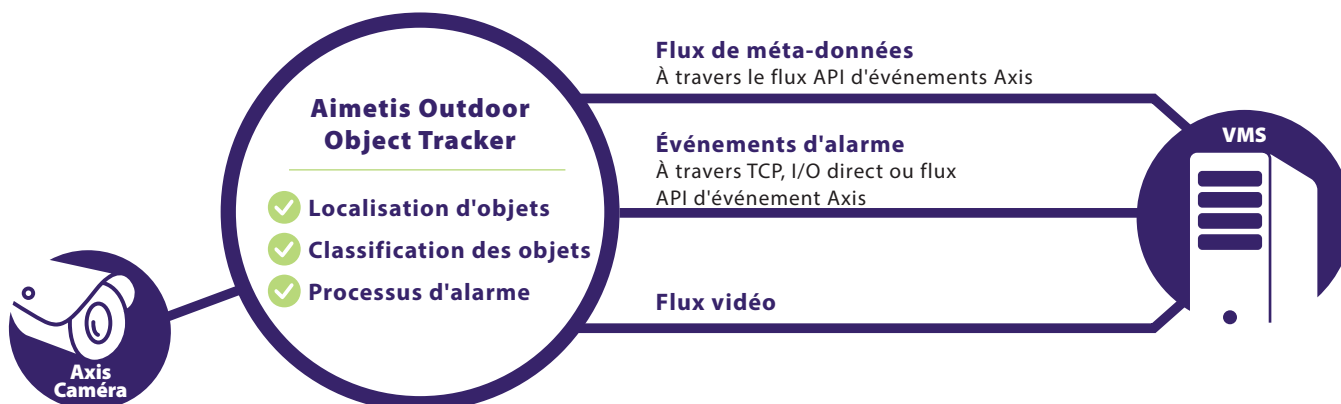 Flux de méta-données
À travers le flux API d'événements Axis
Aimetis Outdoor
Object Tracker
Événements d'alarme
À travers TCP, I/O direct ou flux
API d'événement Axis
VMS
Localisation d'objets
Classification des objets
Processus d'alarme
Flux vidéo
Axis
Caméra